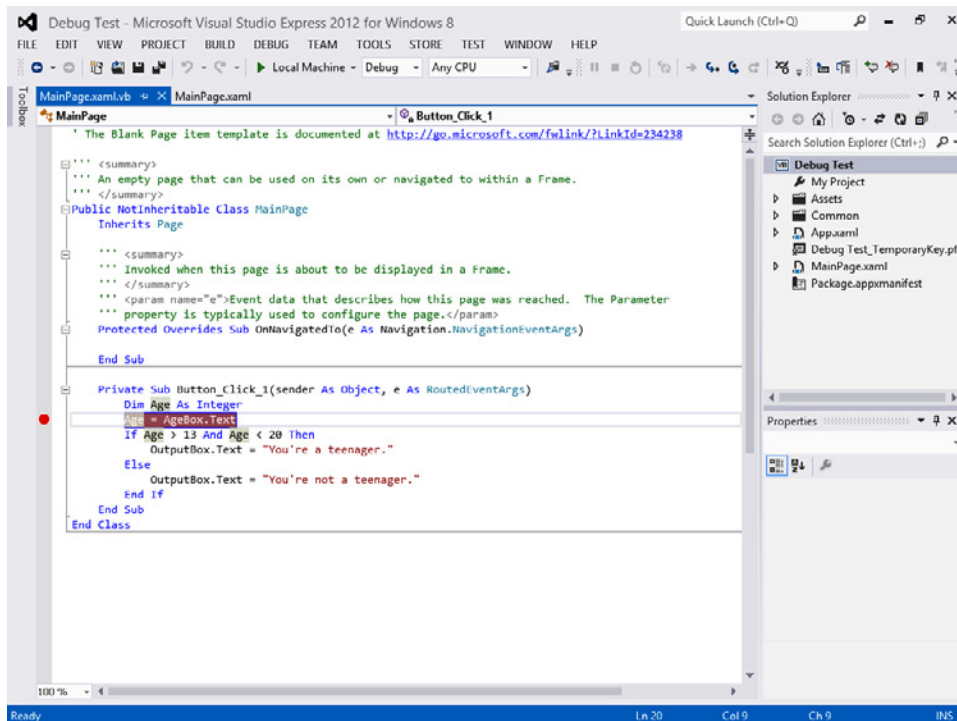 Debug Test - Microsoft Visual Studio Express 2012 for Windows 8
Quick Launch (Ctrl+Q)
FILE EDIT VIEW PROJECT BUILD DEBUG TEAM TOOLS STORE TEST WINDOW HELP
Local Machine Debug Any CPU
Toolbox
MainPage.xaml.vb MainPage.xaml
MainPage Button_Click_1
' The Blank Page item template is documented at http://go.microsoft.com/fwlink/?LinkId=234238
''' <summary>
''' An empty page that can be used on its own or navigated to within a Frame.
''' </summary>
Public NotInheritable Class MainPage
Inherits Page
''' <summary>
''' Invoked when this page is about to be displayed in a Frame.
''' </summary>
''' <param name="e">Event data that describes how this page was reached.  The Parameter
''' property is typically used to configure the page.</param>
Protected Overrides Sub OnNavigatedTo(e As Navigation.NavigationEventArgs)
End Sub
Private Sub Button_Click_1(sender As Object, e As RoutedEventArgs)
Dim Age As Integer
Age = AgeBox.Text
If Age > 13 And Age < 20 Then
OutputBox.Text = "You're a teenager."
Else
OutputBox.Text = "You're not a teenager."
End If
End Sub
End Class
100 %
Solution Explorer
Search Solution Explorer (Ctrl+;)
Debug Test
My Project
Assets
Common
App.xaml
Debug Test_TemporaryKey.pf
MainPage.xaml
Package.appxmanifest
Properties
Ready Ln 20 Col 9 Ch 9 INS